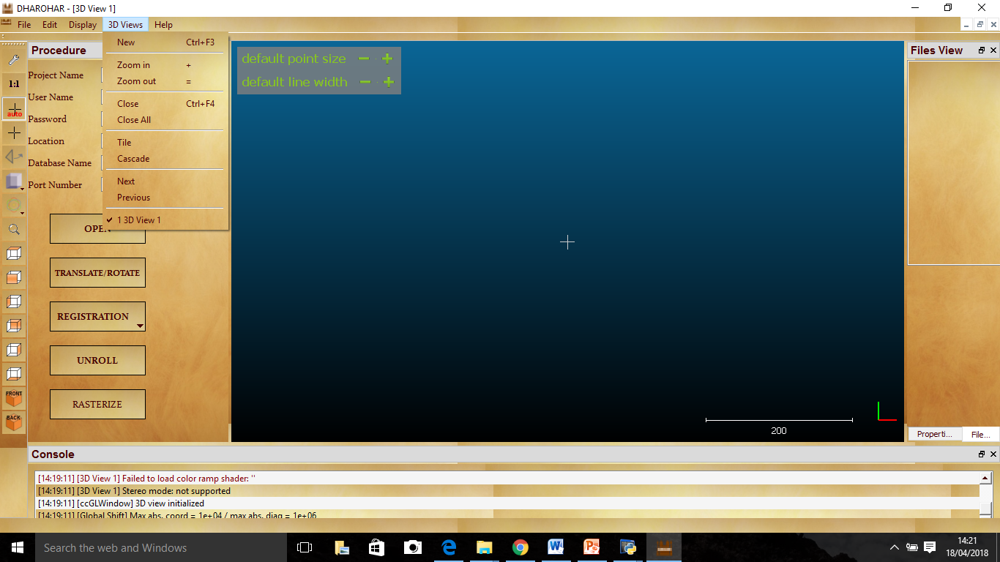 DHAROHAR - [3D View 1]
File Edit Display 3D Views Help
New Ctrl+F3
Zoom in +
Zoom out =
Close Ctrl+F4
Close All
Tile
Cascade
Next
Previous
1 3D View 1
1:1
auto
FRONT
BACK
Procedure
Project Name
User Name
Password
Location
Database Name
Port Number
OPEN
TRANSLATE/ROTATE
REGISTRATION
UNROLL
RASTERIZE
default point size
default line width
200
Files View
Properti... File...
Console
[14:19:11] [3D View 1] Failed to load color ramp shader: ''
[14:19:11] [3D View 1] Stereo mode: not supported
[14:19:11] [ccGLWindow] 3D view initialized
[14:19:11] [Global Shift] Max abs. coord = 1e+04 / max abs. diag = 1e+06
Search the web and Windows
14:21
18/04/2018